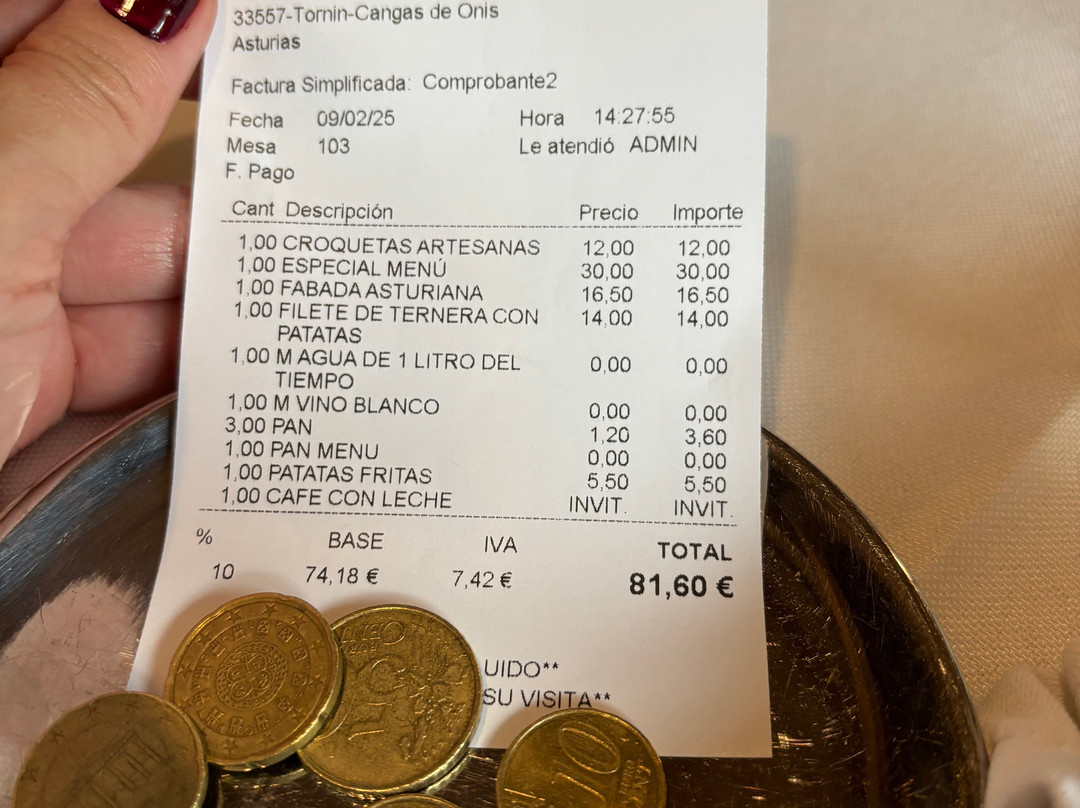 33557-Tornin-Cangas de Onis
Asturias
Factura Simplificada: Comprobante2
Fecha 09/02/25 Hora 14:27:55
Mesa 103 Le atendió ADMIN
F. Pago
Cant Descripción Precio Importe
1,00 CROQUETAS ARTESANAS 12,00 12,00
1,00 ESPECIAL MENÚ 30,00 30,00
1,00 FABADA ASTURIANA 16,50 16,50
1,00 FILETE DE TERNERA CON 14,00 14,00
PATATAS
1,00 M AGUA DE 1 LITRO DEL 0,00 0,00
TIEMPO
1,00 M VINO BLANCO 0,00 0,00
3,00 PAN 1,20 3,60
1,00 PAN MENU 0,00 0,00
1,00 PATATAS FRITAS 5,50 5,50
1,00 CAFE CON LECHE INVIT. INVIT.
% BASE IVA TOTAL
10 74,18 € 7,42 € 81,60 €
UIDO**
SU VISITA**
10